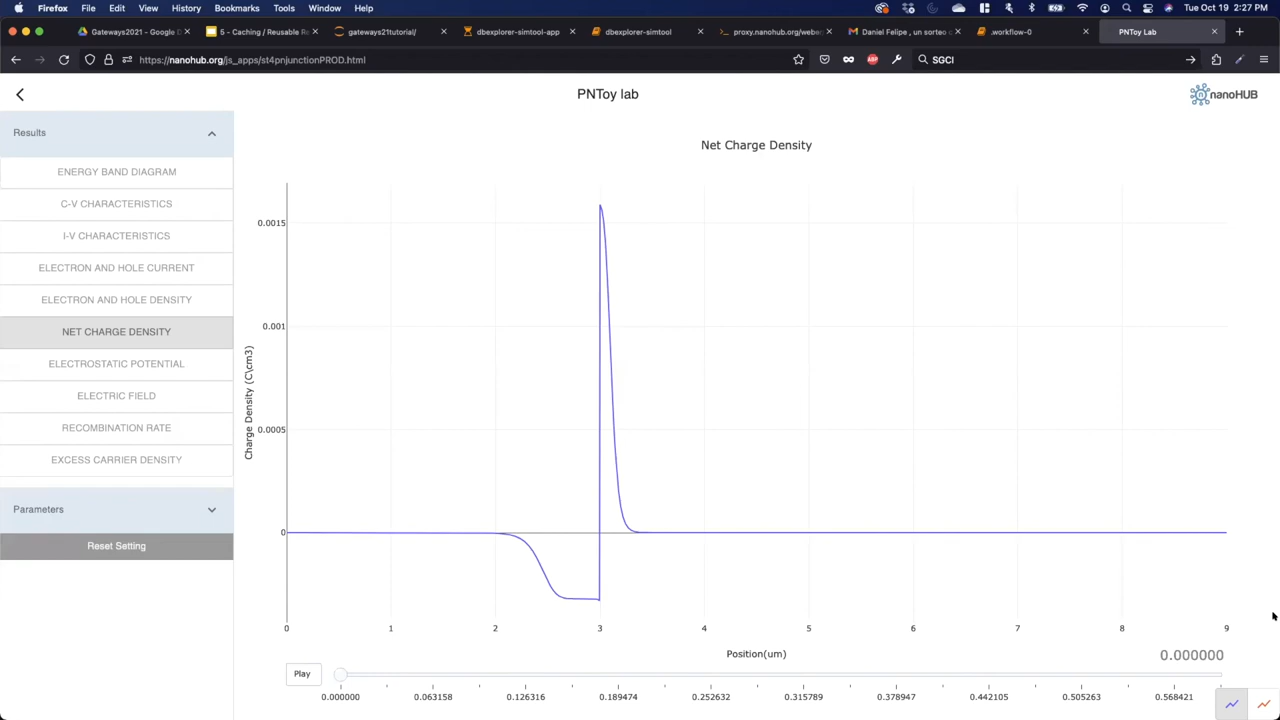 Firefox File Edit View History Bookmarks Tools Window Help Tue Oct 19 2:27 PM
Gateways2021 - Google D 5 - Caching / Reusable Re gateways21tutorial/ dbexplorer-simtool-app dbexplorer-simtool proxy.nanohub.org/weber Daniel Felipe , un sorteo .workflow-0 PNToy Lab
https://nanohub.org/js_apps/st4pnjunctionPROD.html SGCI
PNToy lab nanoHUB
Results
ENERGY BAND DIAGRAM
C-V CHARACTERISTICS
I-V CHARACTERISTICS
ELECTRON AND HOLE CURRENT
ELECTRON AND HOLE DENSITY
NET CHARGE DENSITY
ELECTROSTATIC POTENTIAL
ELECTRIC FIELD
RECOMBINATION RATE
EXCESS CARRIER DENSITY
Parameters
Reset Setting
Net Charge Density
0.0015
0.001
0.0005
0
Charge Density (C\cm3)
0 1 2 3 4 5 6 7 8 9
Position(um)
0.000000
Play
0.000000 0.063158 0.126316 0.189474 0.252632 0.315789 0.378947 0.442105 0.505263 0.568421